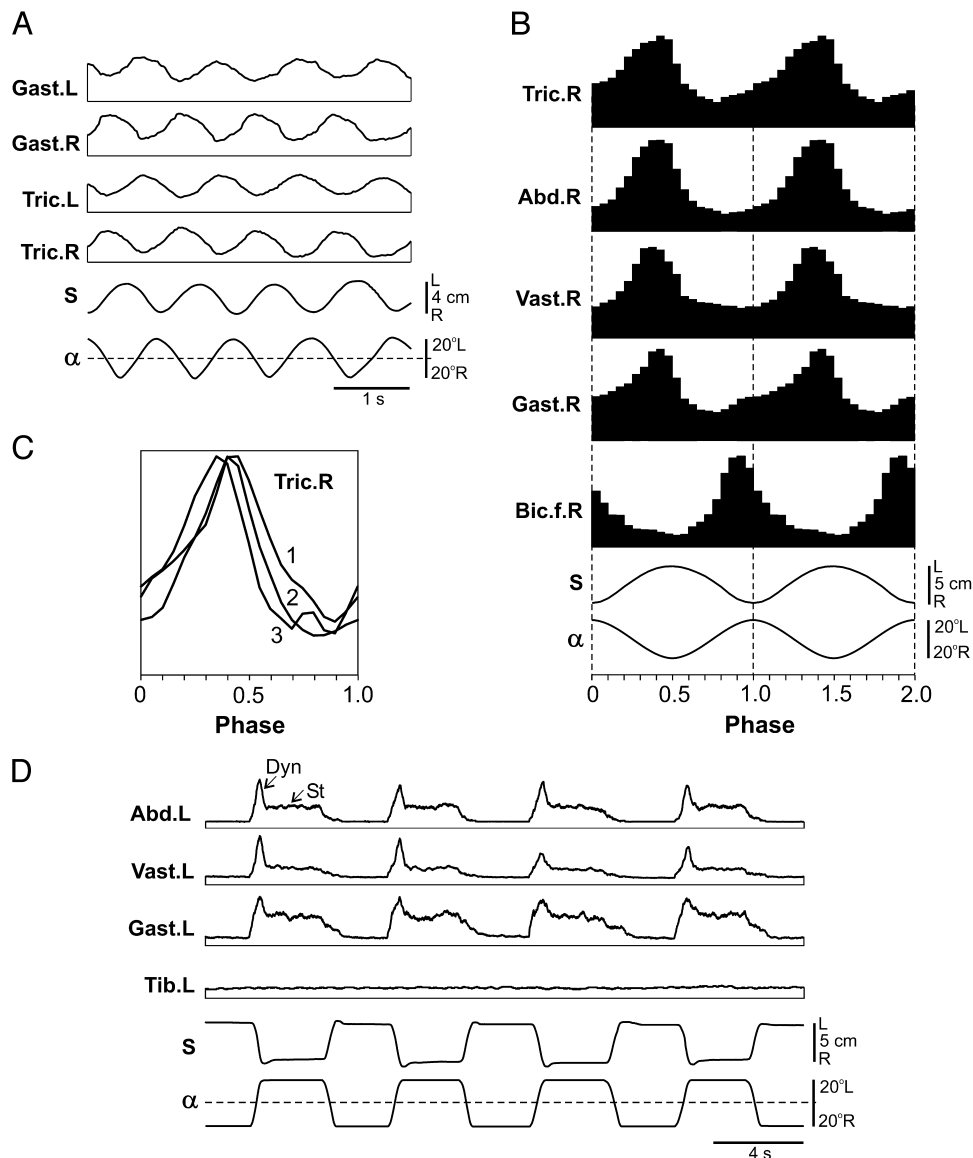 A
Gast.L
Gast.R
Tric.L
Tric.R
S
L
4 cm
R
α
20°L
20°R
1 s
B
Tric.R
Abd.R
Vast.R
Gast.R
Bic.f.R
S
L
5 cm
R
α
20°L
20°R
0 0.5 1.0 1.5 2.0
Phase
C
Tric.R
1
2
3
0 0.5 1.0
Phase
D
Dyn
St
Abd.L
Vast.L
Gast.L
Tib.L
S
L
5 cm
R
α
20°L
20°R
4 s